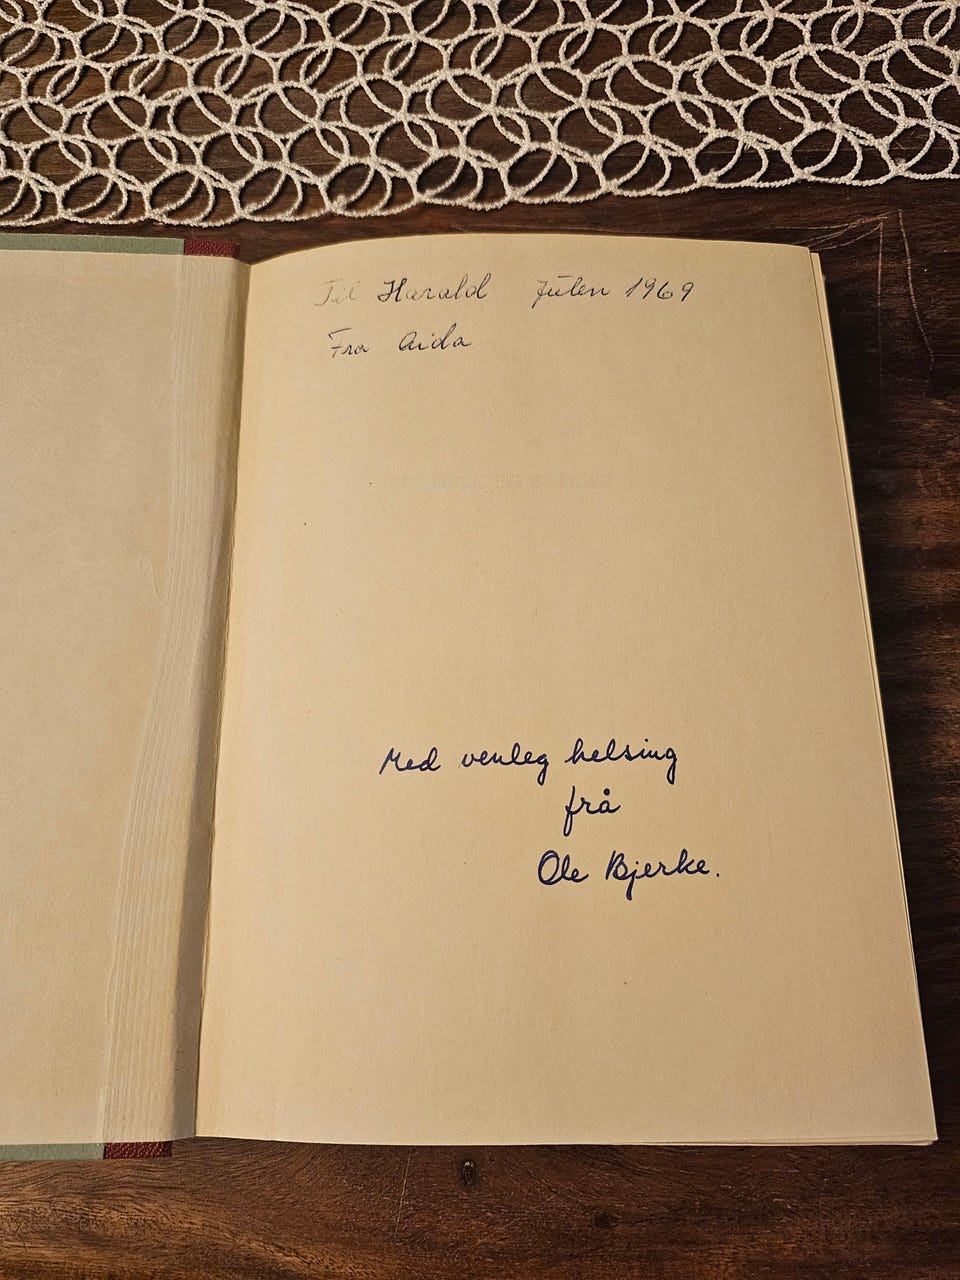 Til Harald Julen 1969
Fra Aida
Med venleg helsing
frå
Ole Bjerke.